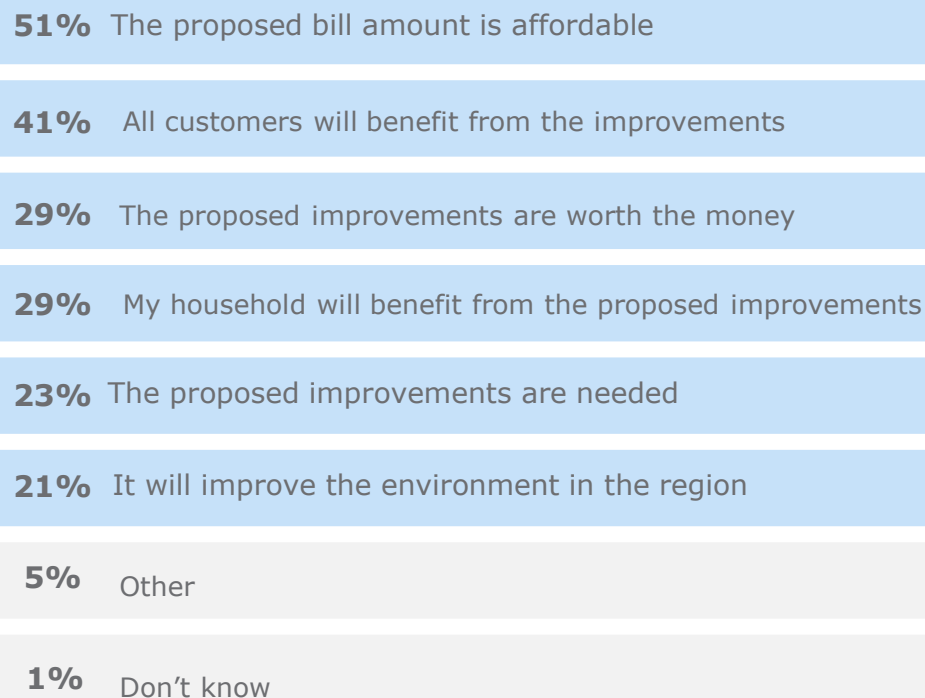 51% The proposed bill amount is affordable
41% All customers will benefit from the improvements
29% The proposed improvements are worth the money
29% My household will benefit from the proposed improvements
23% The proposed improvements are needed
21% It will improve the environment in the region
5% Other
1% Don’t know